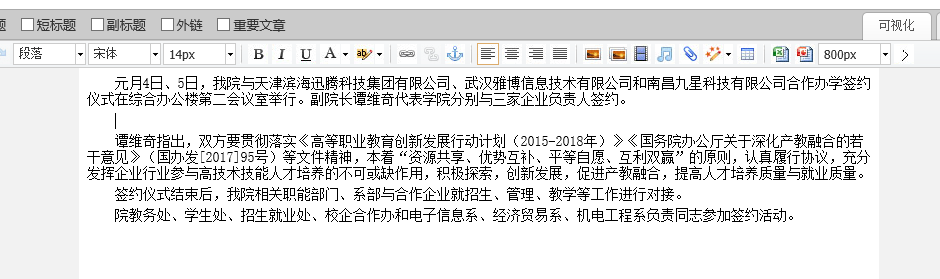 题 短标题 副标题 外链 重要文章 可视化
段落 宋体 14px B I U A ab 800px
元月4日、5日，我院与天津滨海迅腾科技集团有限公司、武汉雅博信息技术有限公司和南昌九星科技有限公司合作办学签约
仪式在综合办公楼第二会议室举行。副院长谭维奇代表学院分别与三家企业负责人签约。
谭维奇指出，双方要贯彻落实《高等职业教育创新发展行动计划（2015-2018年）》《国务院办公厅关于深化产教融合的若
干意见》（国办发[2017]95号）等文件精神，本着“资源共享、优势互补、平等自愿、互利双赢”的原则，认真履行协议，充分
发挥企业行业参与高技术技能人才培养的不可或缺作用，积极探索，创新发展，促进产教融合，提高人才培养质量与就业质量。
签约仪式结束后，我院相关职能部门、系部与合作企业就招生、管理、教学等工作进行对接。
院教务处、学生处、招生就业处、校企合作办和电子信息系、经济贸易系、机电工程系负责同志参加签约活动。